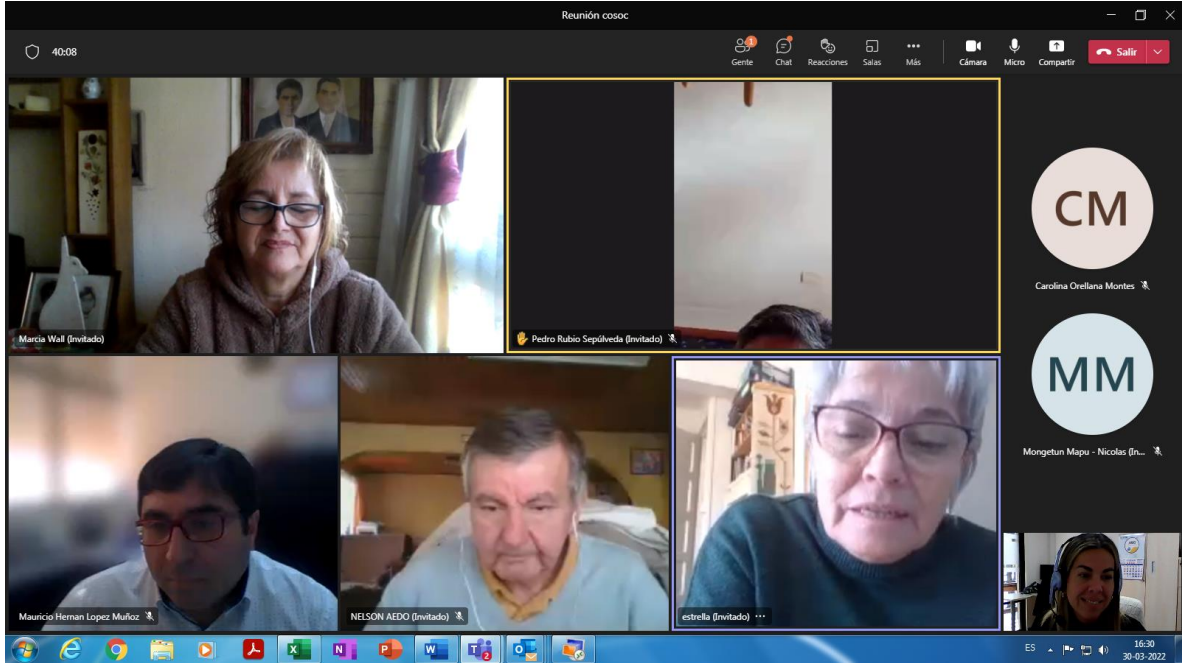 Reunión cosoc
40:08
Gente
1
Chat
Reacciones
Salas
Más
Cámara
Micro
Compartir
Salir
Marcia Wall (Invitado)
Pedro Rubio Sepúlveda (Invitado)
CM
Carolina Orellana Montes
MM
Mongetun Mapu - Nicolas (In...
Mauricio Hernan Lopez Muñoz
NELSON AEDO (Invitado)
estrella (Invitado) ···
ES
16:30
30-03-2022